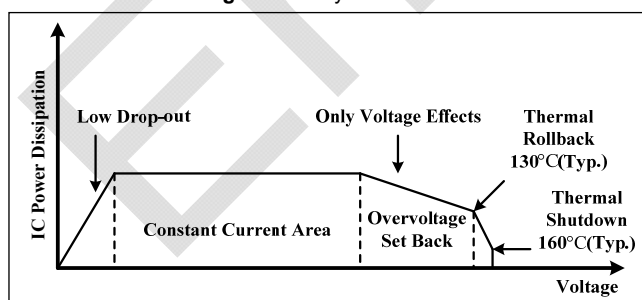 IC Power Dissipation
Low Drop-out
Only Voltage Effects
Thermal
Rollback
130°C(Typ.)
Constant Current Area
Overvoltage
Set Back
Thermal
Shutdown
160°C(Typ.)
Voltage